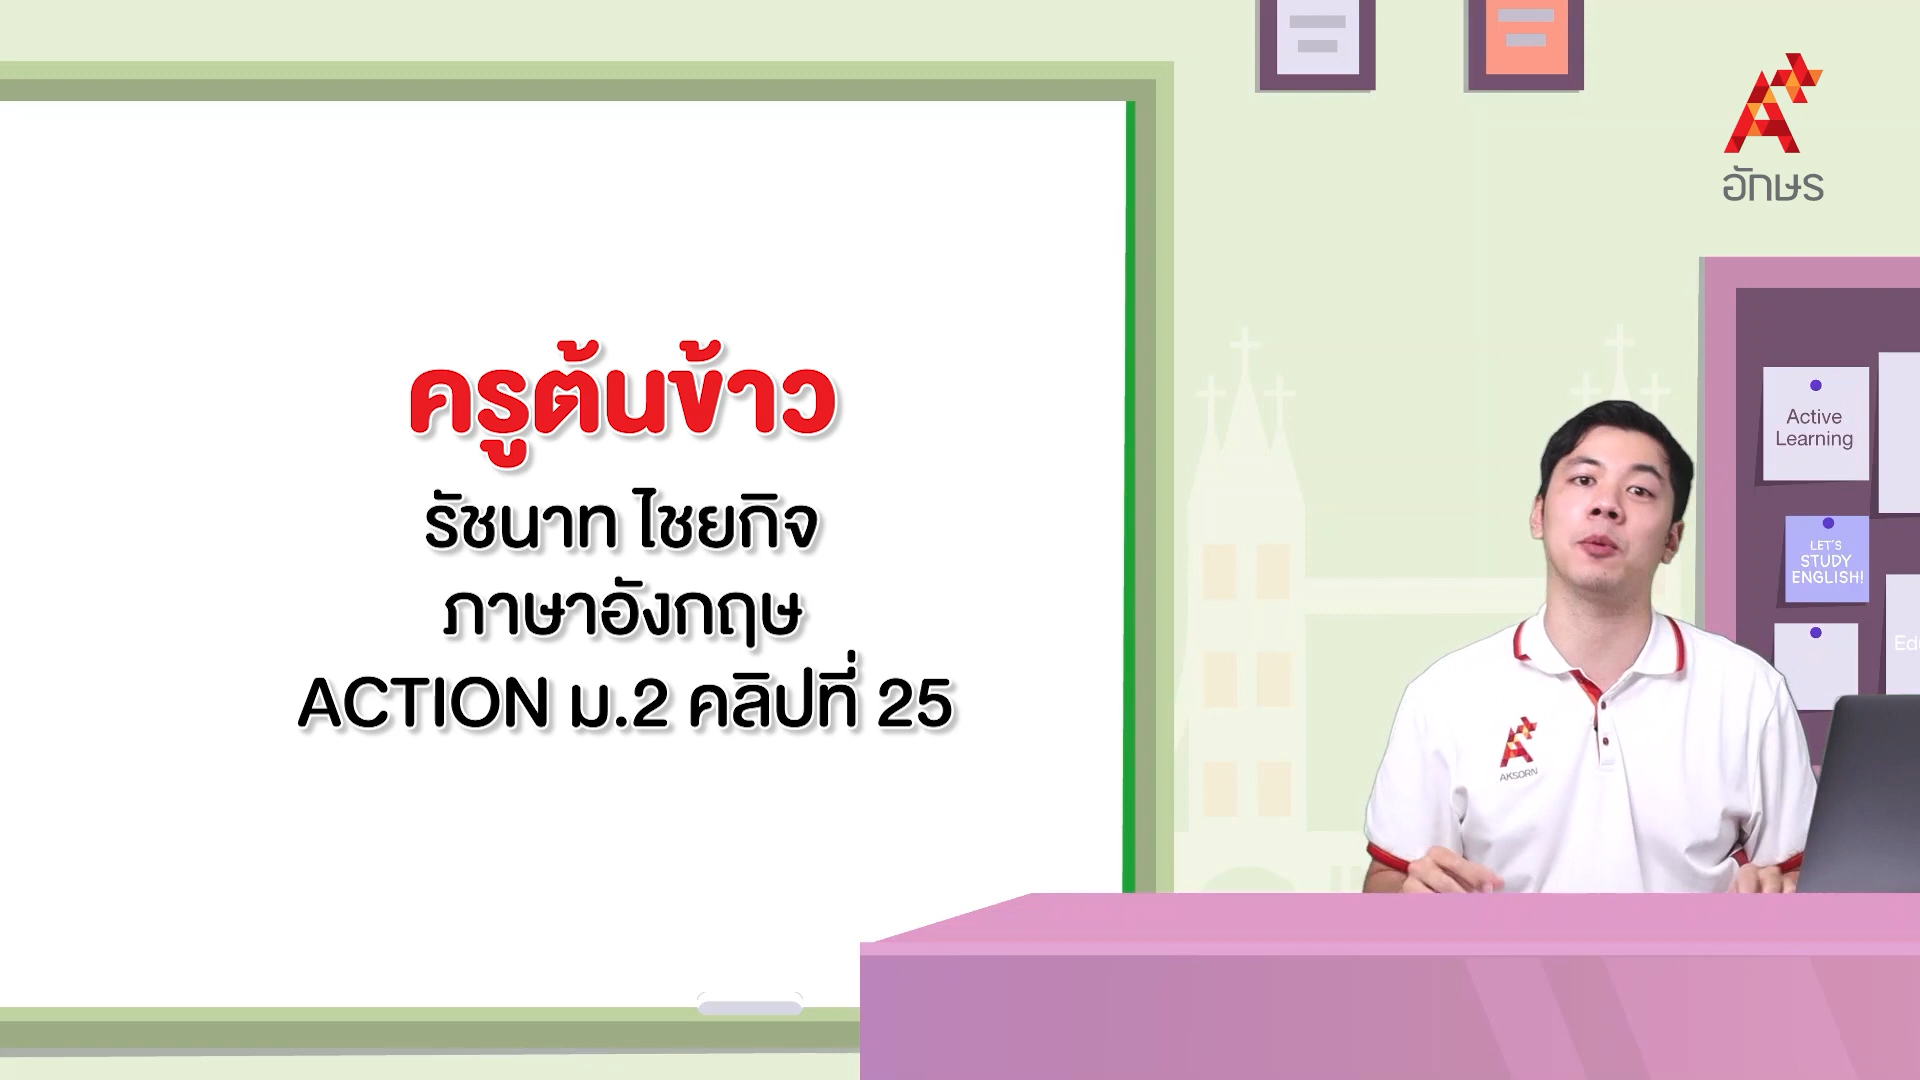 ครูต้นข้าว
รัชนาท ไชยกิจ
ภาษาอังกฤษ
ACTION ม.2 คลิปที่ 25
อักษร
Active
Learning
LET'S
STUDY
ENGLISH!
AKSORN